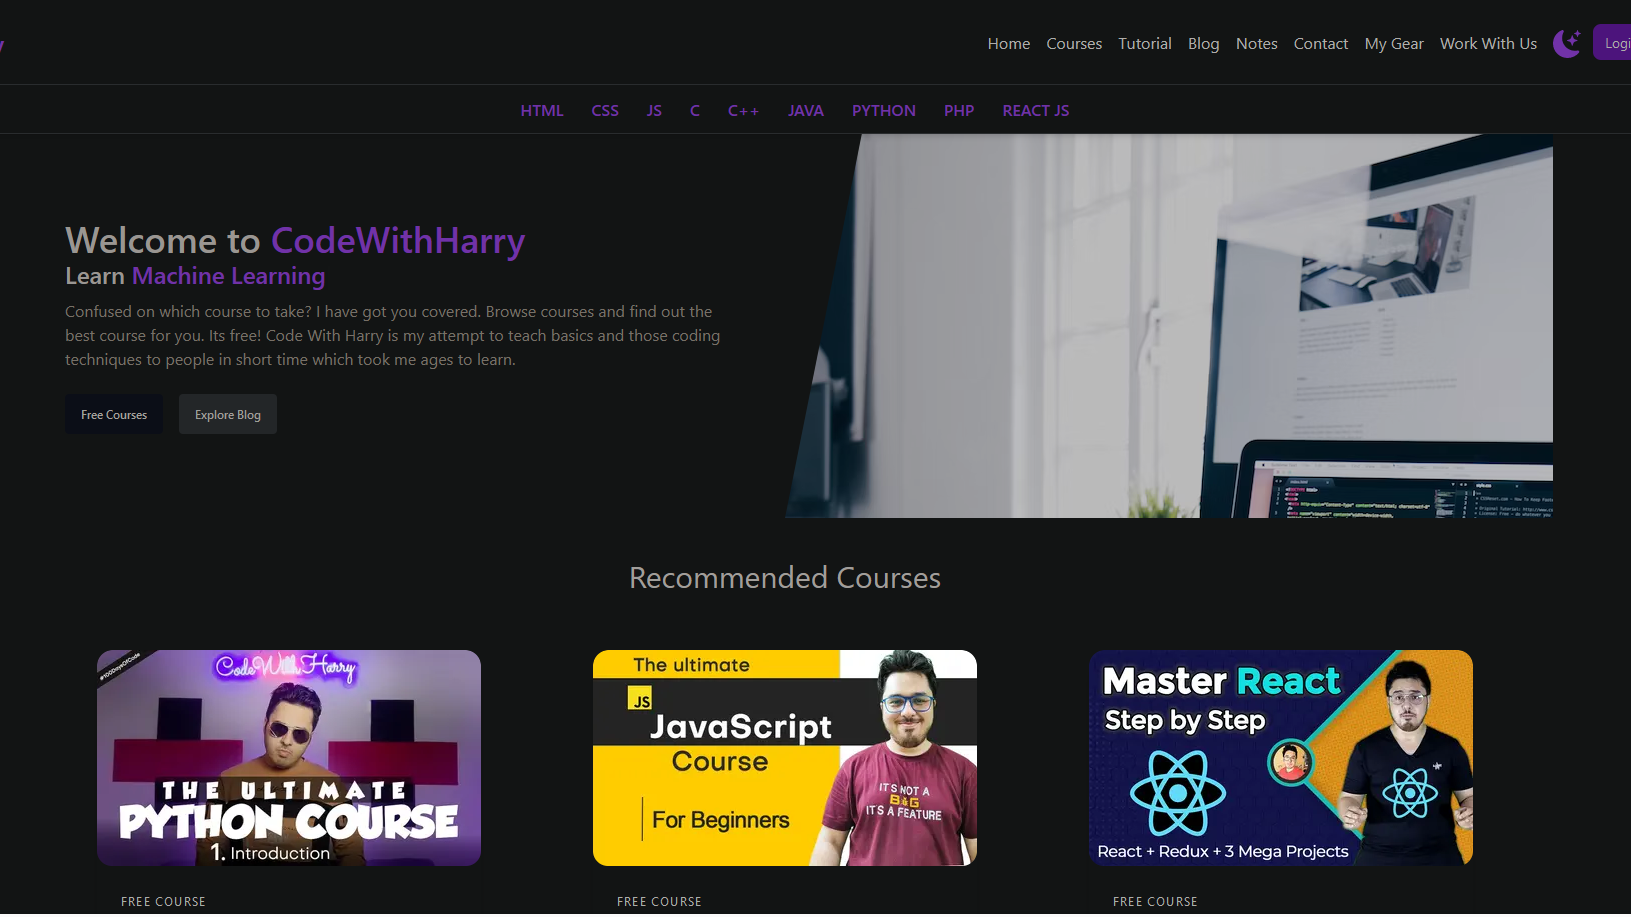 Home Courses Tutorial Blog Notes Contact My Gear Work With Us
HTML CSS JS C C++ JAVA PYTHON PHP REACT JS
Welcome to CodeWithHarry
Learn Machine Learning
Confused on which course to take? I have got you covered. Browse courses and find out the
best course for you. Its free! Code With Harry is my attempt to teach basics and those coding
techniques to people in short time which took me ages to learn.
Free Courses Explore Blog
Recommended Courses
#100DaysOfCode
CodeWithHarry
THE ULTIMATE
PYTHON COURSE
1. Introduction
The ultimate
JS
JavaScript
Course
For Beginners
IT'S NOT A
BUG
ITS A FEATURE
Master React
Step by Step
React + Redux + 3 Mega Projects
FREE COURSE
FREE COURSE
FREE COURSE